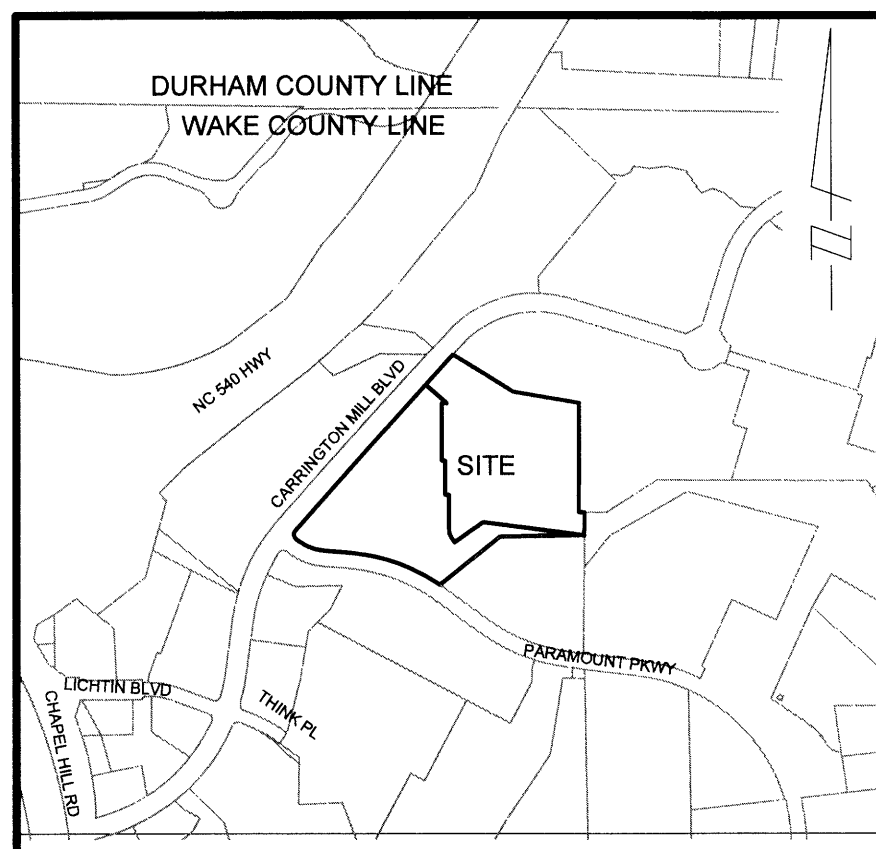 DURHAM COUNTY LINE
WAKE COUNTY LINE
N
NC 540 HWY
CARRINGTON MILL BLVD
SITE
PARAMOUNT PKWY
LICHTIN BLVD
THINK PL
CHAPEL HILL RD